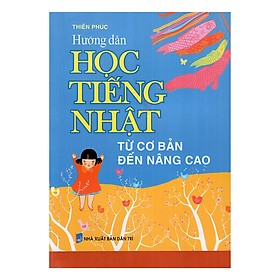 THIÊN PHÚC
Hướng dẫn
HỌC
TIẾNG
NHẬT
TỪ CƠ BẢN
ĐẾN NÂNG CAO
NHÀ XUẤT BẢN DÂN TRÍ